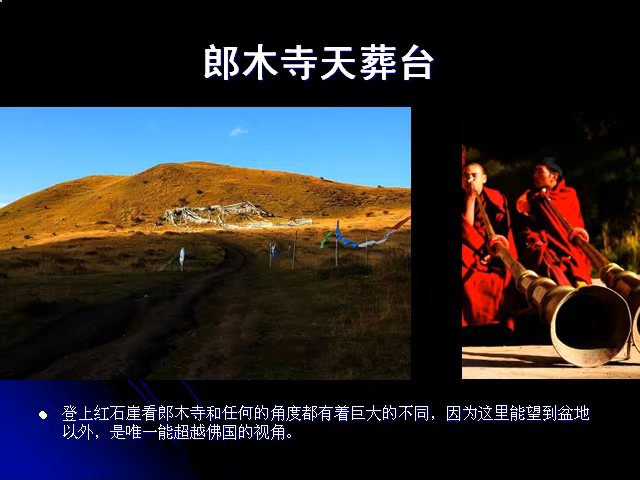 郎木寺天葬台
登上红石崖看郎木寺和任何的角度都有着巨大的不同，因为这里能望到盆地
以外，是唯一能超越佛国的视角。